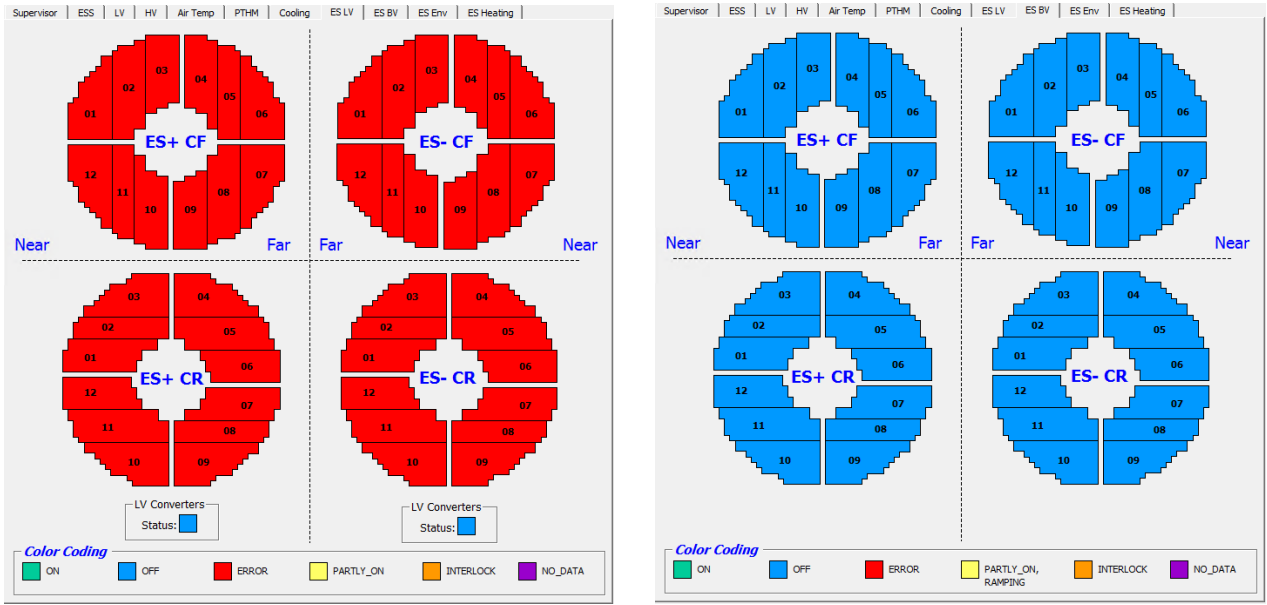 Supervisor ESS LV HV Air Temp PTHM Cooling ES LV ES BV ES Env ES Heating
03 04 03 04
02 05 02 05
01 06 01 06
ES+ CF ES- CF
12 07 12 07
11 08 11 08
10 09 10 09
Near Far Far Near
03 04 03 04
02 05 02 05
01 06 01 06
ES+ CR ES- CR
12 07 12 07
11 08 11 08
10 09 10 09
LV Converters LV Converters
Status: Status:
Color Coding
ON OFF ERROR PARTLY_ON INTERLOCK NO_DATA
Supervisor ESS LV HV Air Temp PTHM Cooling ES LV ES BV ES Env ES Heating
03 04 03 04
02 05 02 05
01 06 01 06
ES+ CF ES- CF
12 07 12 07
11 08 11 08
10 09 10 09
Near Far Far Near
03 04 03 04
02 05 02 05
01 06 01 06
ES+ CR ES- CR
12 07 12 07
11 08 11 08
10 09 10 09
Color Coding
ON OFF ERROR PARTLY_ON, INTERLOCK NO_DATA
RAMPING